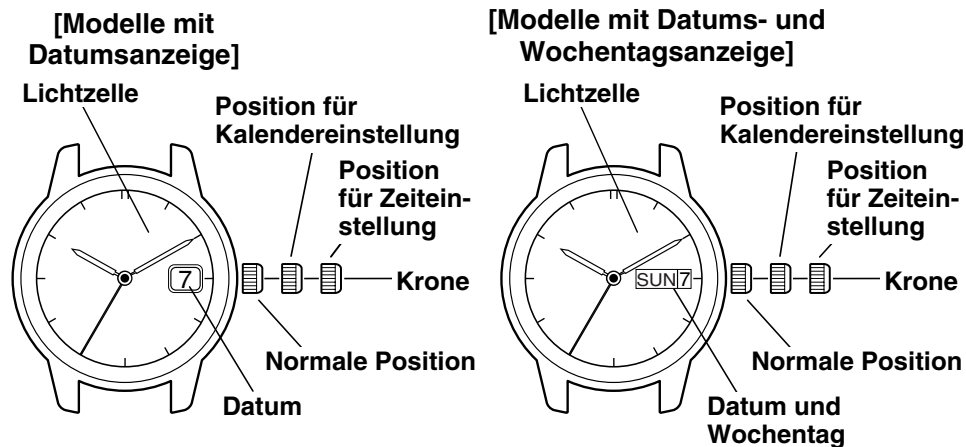 [Modelle mit
Datumsanzeige]
Lichtzelle
Position für
Kalendereinstellung
Position
für Zeitein-
stellung
7
Krone
Normale Position
Datum
[Modelle mit Datums- und
Wochentagsanzeige]
Lichtzelle
Position für
Kalendereinstellung
Position
für Zeitein-
stellung
SUN 7
Krone
Normale Position
Datum und
Wochentag